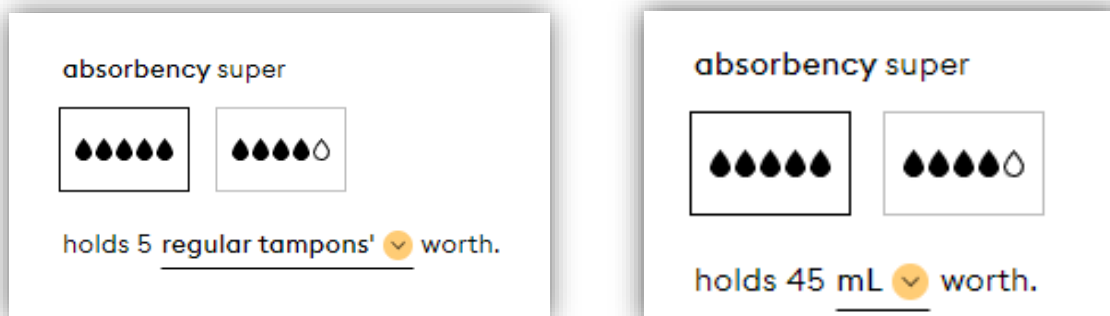 absorbency super
holds 5 regular tampons' worth.
absorbency super
holds 45 mL worth.